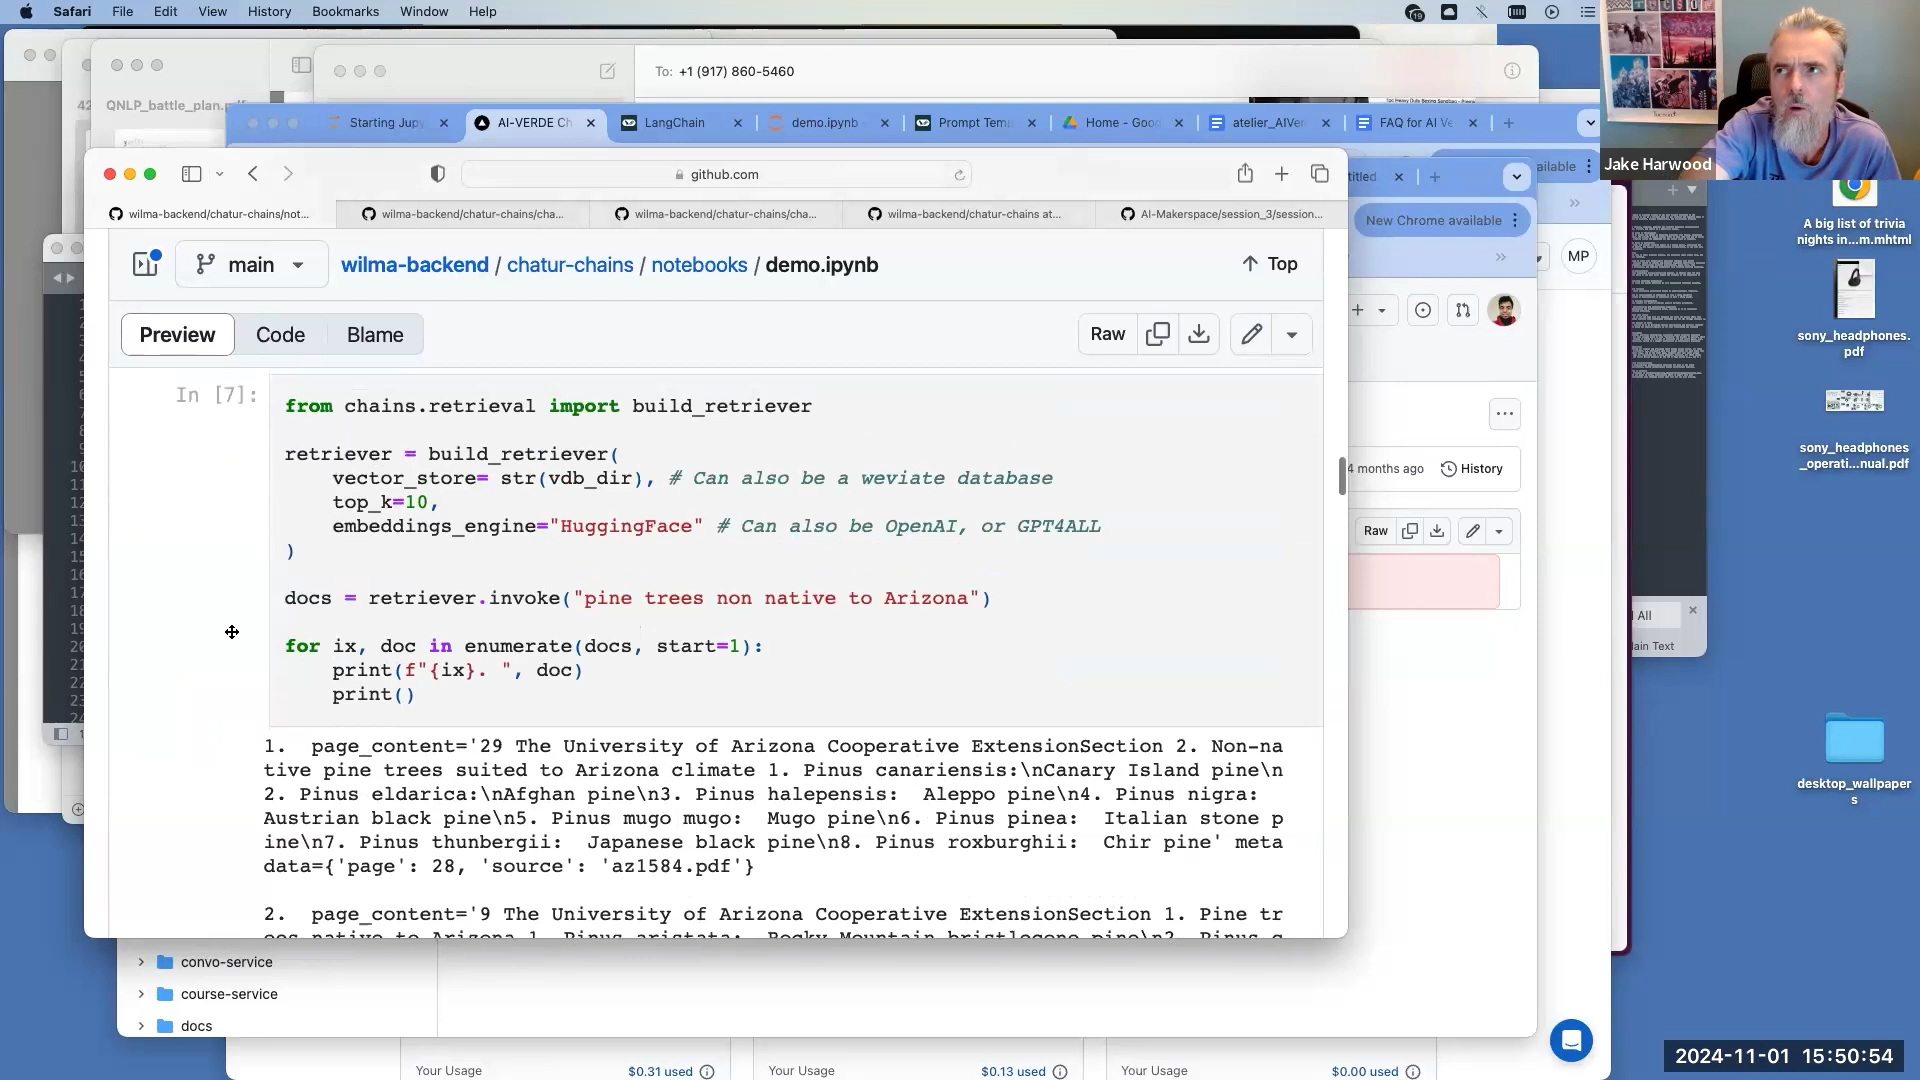 Safari File Edit View History Bookmarks Window Help
19
To: +1 (917) 860-5460
42
QNLP_battle_plan.pdf
Starting Jup
AI-VERDE Ch
LangChain
demo.ipynb
Prompt Tem
Home - Goo
atelier_AIVer
FAQ for AI Ve
Jake Harwood
github.com
wilma-backend/chatur-chains/not...
wilma-backend/chatur-chains/cha...
wilma-backend/chatur-chains/cha...
wilma-backend/chatur-chains at...
AI-Makerspace/session_3/session...
New Chrome available
main
wilma-backend / chatur-chains / notebooks / demo.ipynb
Top
MP
Preview Code Blame
Raw
In [7]:
from chains.retrieval import build_retriever
retriever = build_retriever(
vector_store= str(vdb_dir), # Can also be a weviate database
top_k=10,
embeddings_engine="HuggingFace" # Can also be OpenAI, or GPT4ALL
)
docs = retriever.invoke("pine trees non native to Arizona")
for ix, doc in enumerate(docs, start=1):
print(f"{ix}. ", doc)
print()
1. page_content='29 The University of Arizona Cooperative ExtensionSection 2. Non-na
tive pine trees suited to Arizona climate 1. Pinus canariensis:\nCanary Island pine\n
2. Pinus eldarica:\nAfghan pine\n3. Pinus halepensis: Aleppo pine\n4. Pinus nigra:
Austrian black pine\n5. Pinus mugo mugo: Mugo pine\n6. Pinus pinea: Italian stone p
ine\n7. Pinus thunbergii: Japanese black pine\n8. Pinus roxburghii: Chir pine' meta
data={'page': 28, 'source': 'az1584.pdf'}
2. page_content='9 The University of Arizona Cooperative ExtensionSection 1. Pine tr
4 months ago
History
Raw
All
lain Text
A big list of trivia
nights in...m.mhtml
sony_headphones.
pdf
sony_headphones
_operati...nual.pdf
desktop_wallpaper
s
convo-service
course-service
docs
Your Usage $0.31 used
Your Usage $0.13 used
Your Usage $0.00 used
2024-11-01 15:50:54